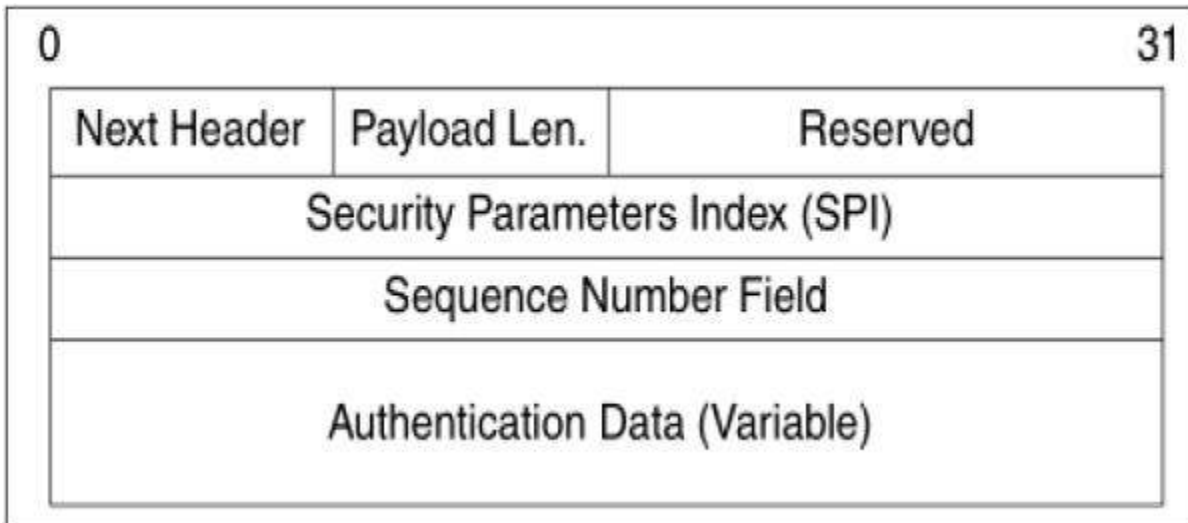 0 31
Next Header Payload Len. Reserved
Security Parameters Index (SPI)
Sequence Number Field
Authentication Data (Variable)